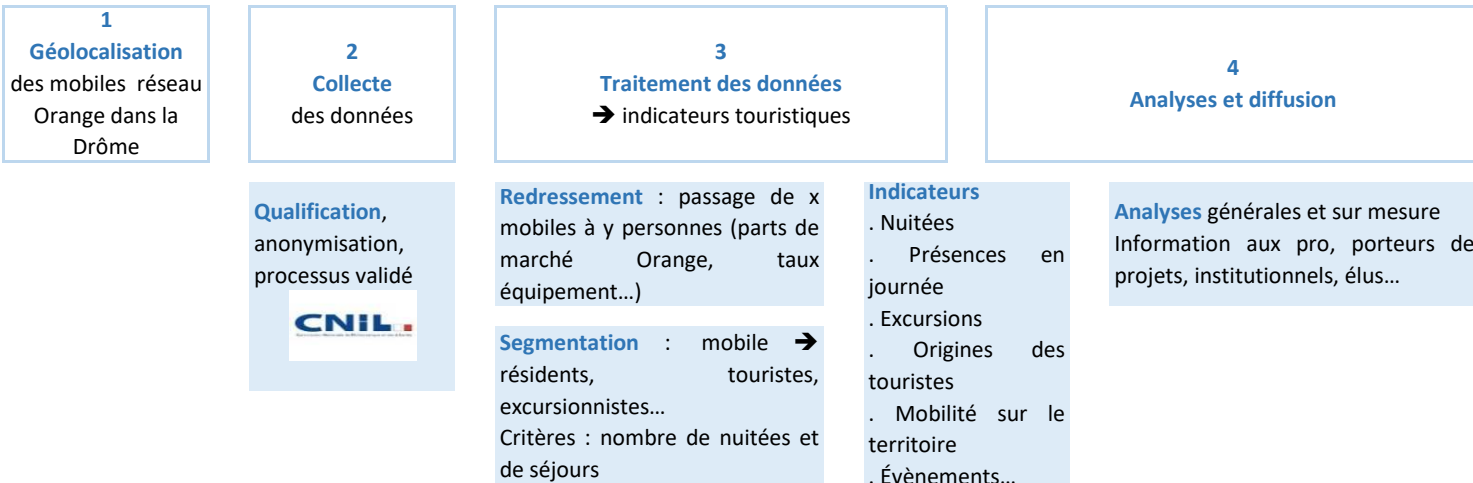 1
Géolocalisation
des mobiles réseau
Orange dans la
Drôme
2
Collecte
des données
3
Traitement des données
➔ indicateurs touristiques
4
Analyses et diffusion
Qualification,
anonymisation,
processus validé
CNIL
Redressement : passage de x
mobiles à y personnes (parts de
marché Orange, taux
équipement…)
Segmentation : mobile ➔
résidents, touristes,
excursionnistes…
Critères : nombre de nuitées et
de séjours
Indicateurs
. Nuitées
. Présences en
journée
. Excursions
. Origines des
touristes
. Mobilité sur le
territoire
. Évènements…
Analyses générales et sur mesure
Information aux pro, porteurs de
projets, institutionnels, élus…